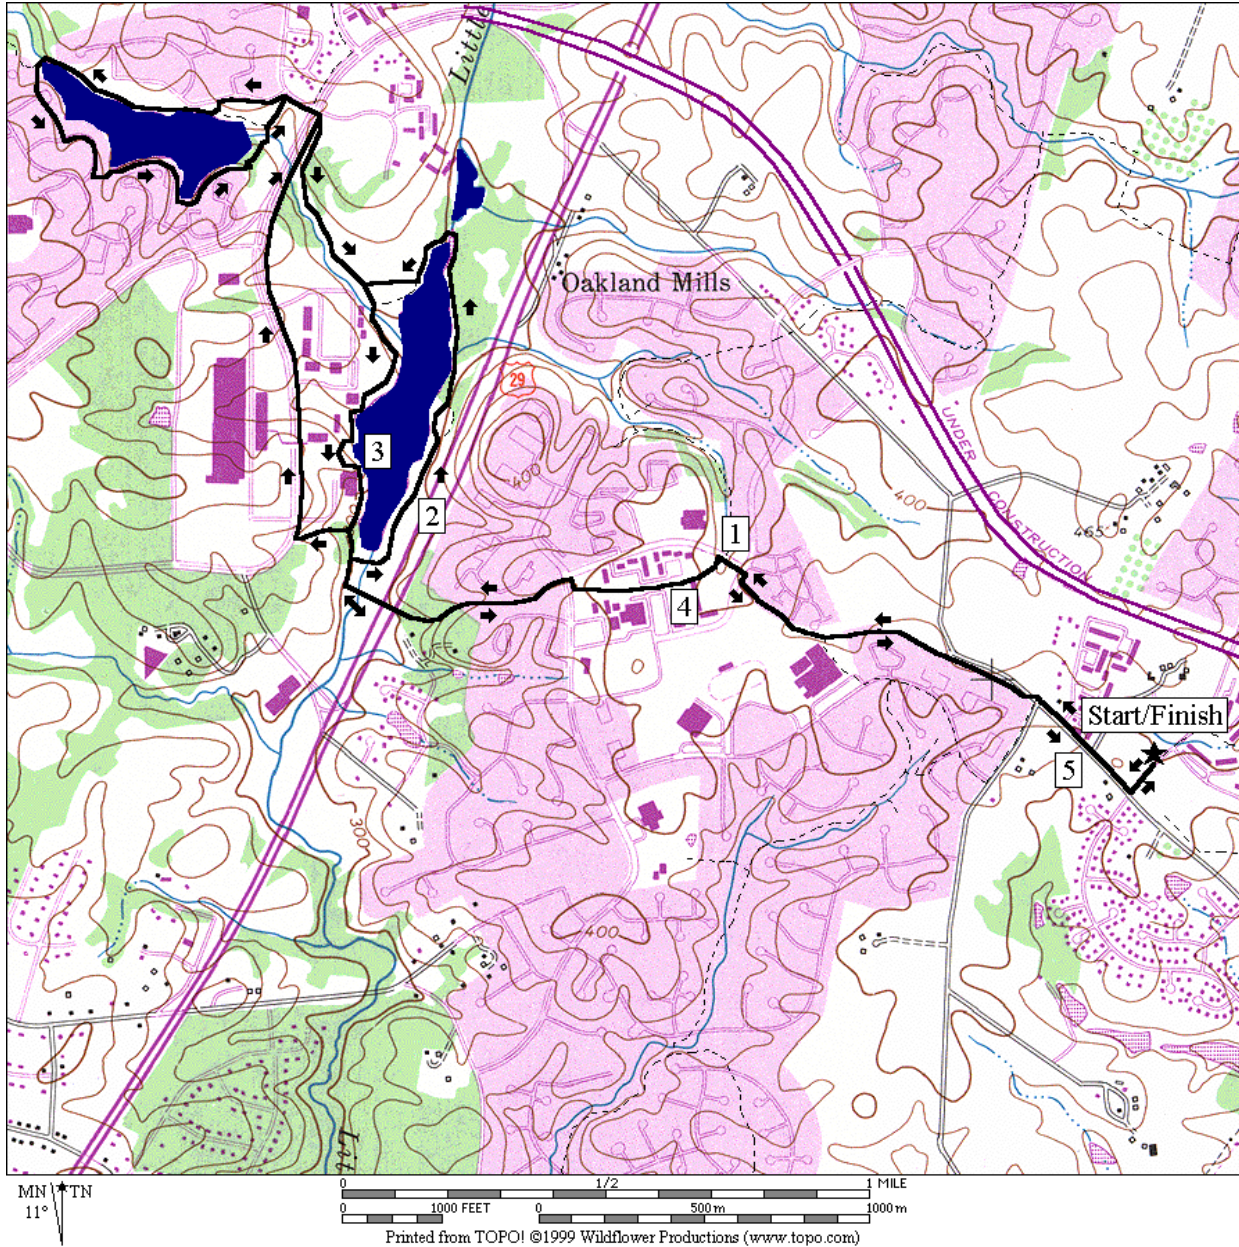 Little
Oakland Mills
29
UNDER
CONSTRUCTION
400
400
465
3
2
1
4
Start/Finish
5
300
400
Lit
MN TN
11°
0 1/2 1 MILE
0 1000 FEET 0 500 m 1000 m
Printed from TOPO! ©1999 Wildflower Productions (www.topo.com)